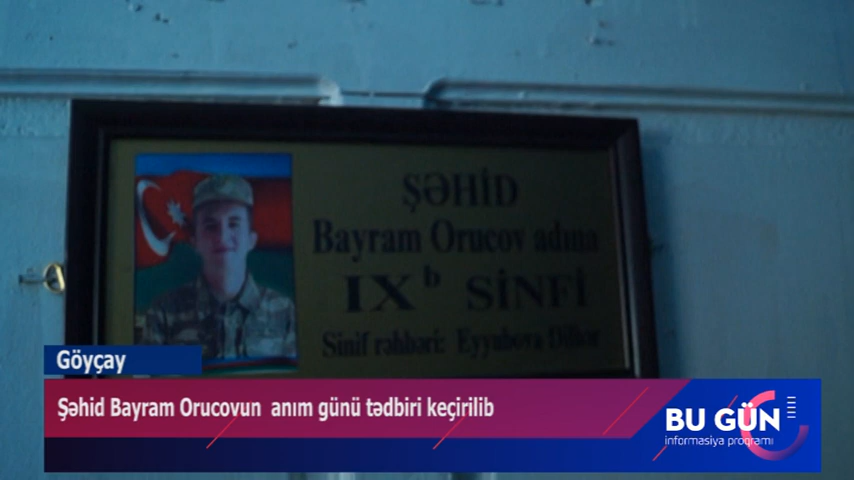 ŞƏHİD
Bayram Orucov adına
IX b SİNFİ
Sinif rəhbəri: Eyyubova
Göyçay
Şəhid Bayram Orucovun anım günü tədbiri keçirilib
BU GÜN
informasiya proqramı